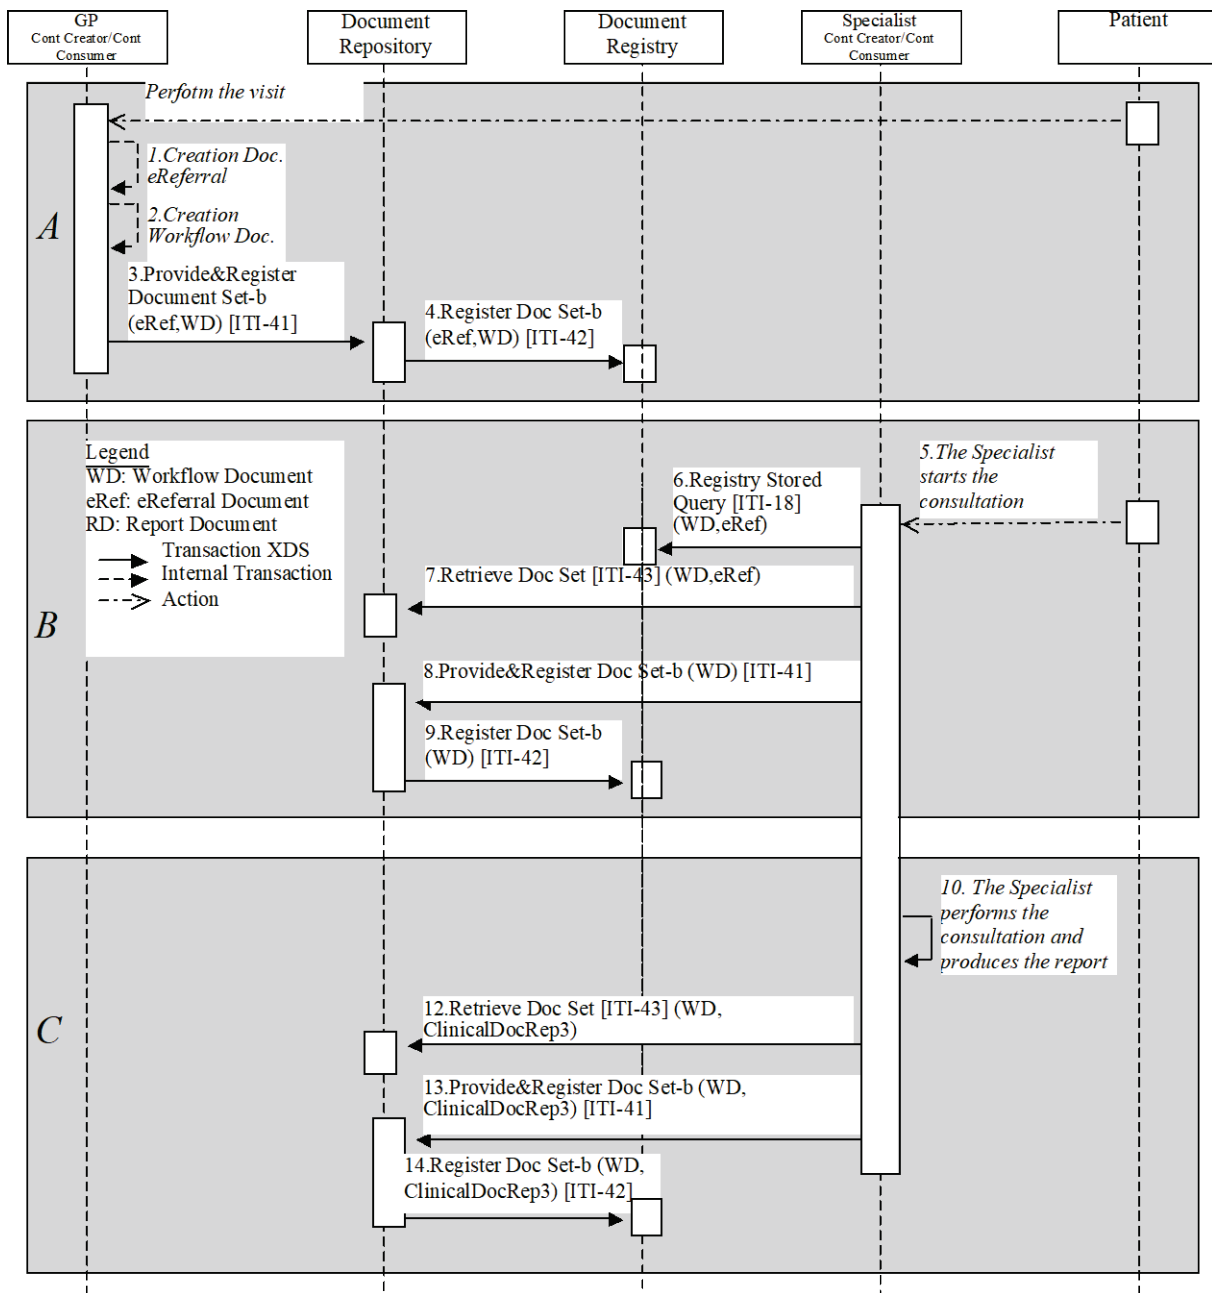 GP
Cont Creator/Cont
Consumer
Document
Repository
Document
Registry
Specialist
Cont Creator/Cont
Consumer
Patient
A
Perfotm the visit
1.Creation Doc.
eReferral
2.Creation
Workflow Doc.
3.Provide&Register
Document Set-b
(eRef,WD) [ITI-41]
4.Register Doc Set-b
(eRef,WD) [ITI-42]
B
Legend
WD: Workflow Document
eRef: eReferral Document
RD: Report Document
Transaction XDS
Internal Transaction
Action
5.The Specialist
starts the
consultation
6.Registry Stored
Query [ITI-18]
(WD,eRef)
7.Retrieve Doc Set [ITI-43] (WD,eRef)
8.Provide&Register Doc Set-b (WD) [ITI-41]
9.Register Doc Set-b
(WD) [ITI-42]
C
10. The Specialist
performs the
consultation and
produces the report
12.Retrieve Doc Set [ITI-43] (WD,
ClinicalDocRep3)
13.Provide&Register Doc Set-b (WD,
ClinicalDocRep3) [ITI-41]
14.Register Doc Set-b (WD,
ClinicalDocRep3) [ITI-42]